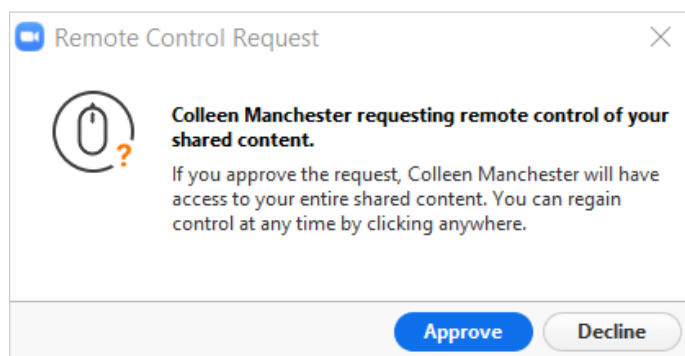 Remote Control Request
Colleen Manchester requesting remote control of your
shared content.
If you approve the request, Colleen Manchester will have
access to your entire shared content. You can regain
control at any time by clicking anywhere.
Approve
Decline